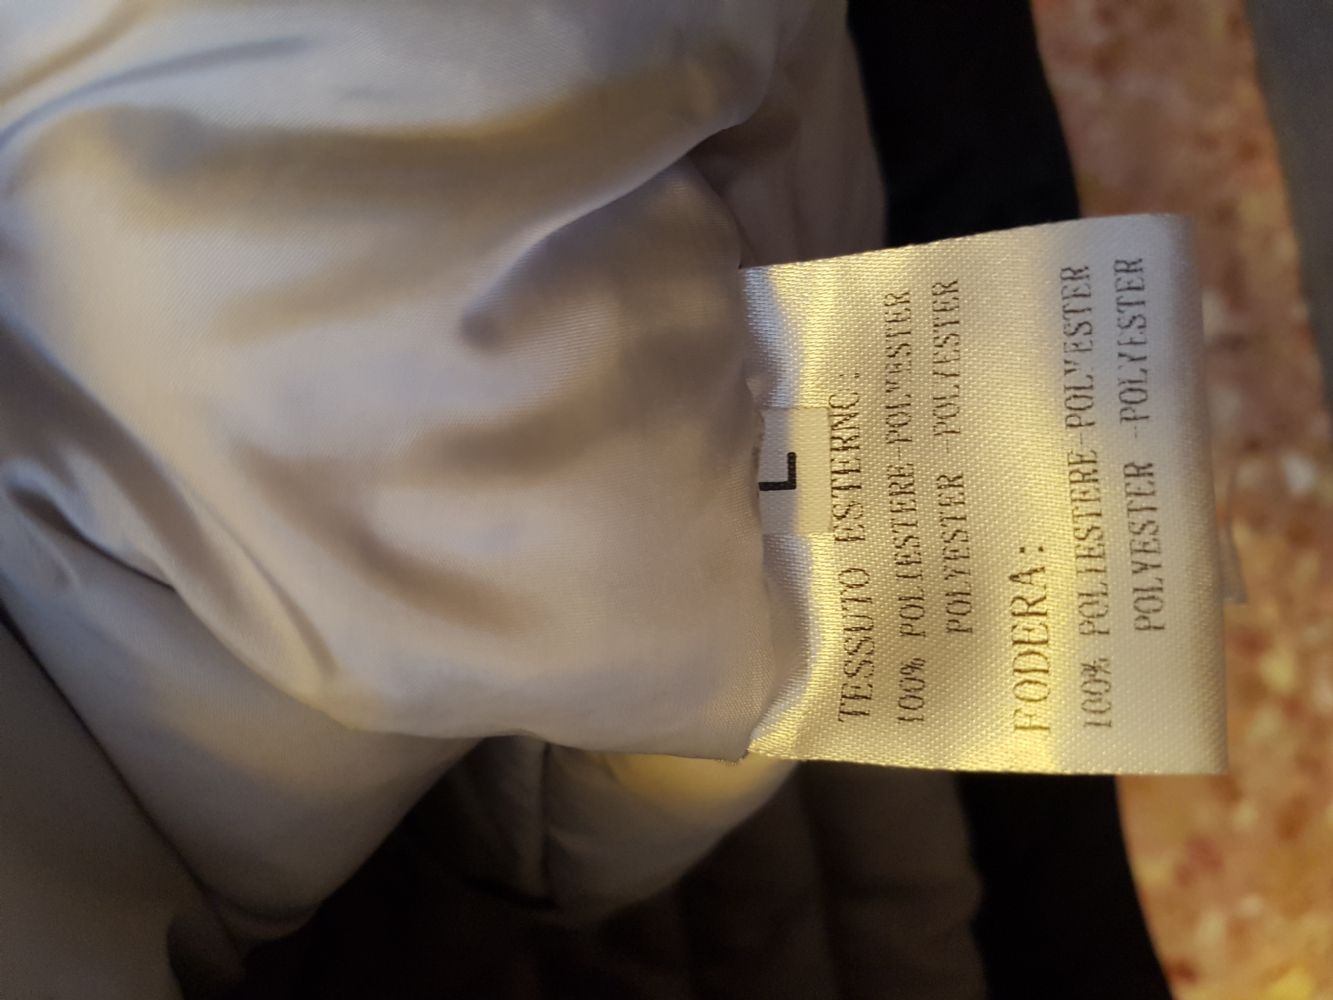 L
TESSUTO ESTERNO:
100% POLIESTERE-POLYESTER
POLYESTER -POLYESTER
FODERA:
100% POLIESTERE-POLYESTER
POLYESTER -POLYESTER